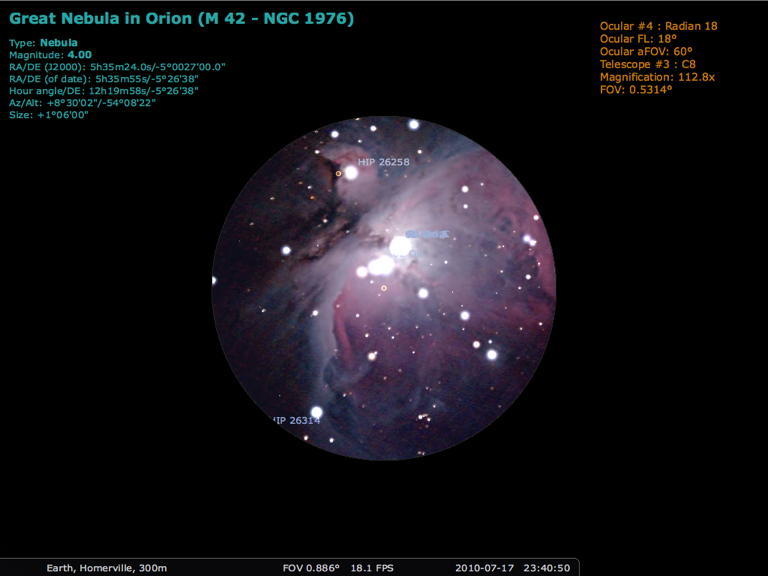 Great Nebula in Orion (M 42 - NGC 1976)
Type: Nebula
Magnitude: 4.00
RA/DE (J2000): 5h35m24.0s/-5°0027'00.0"
RA/DE (of date): 5h35m55s/-5°26'38"
Hour angle/DE: 12h19m58s/-5°26'38"
Az/Alt: +8°30'02"/-54°08'22"
Size: +1°06'00"
Ocular #4 : Radian 18
Ocular FL: 18°
Ocular aFOV: 60°
Telescope #3 : C8
Magnification: 112.8x
FOV: 0.5314°
HIP 26258
HIP 26314
Earth, Homerville, 300m FOV 0.886° 18.1 FPS 2010-07-17 23:40:50